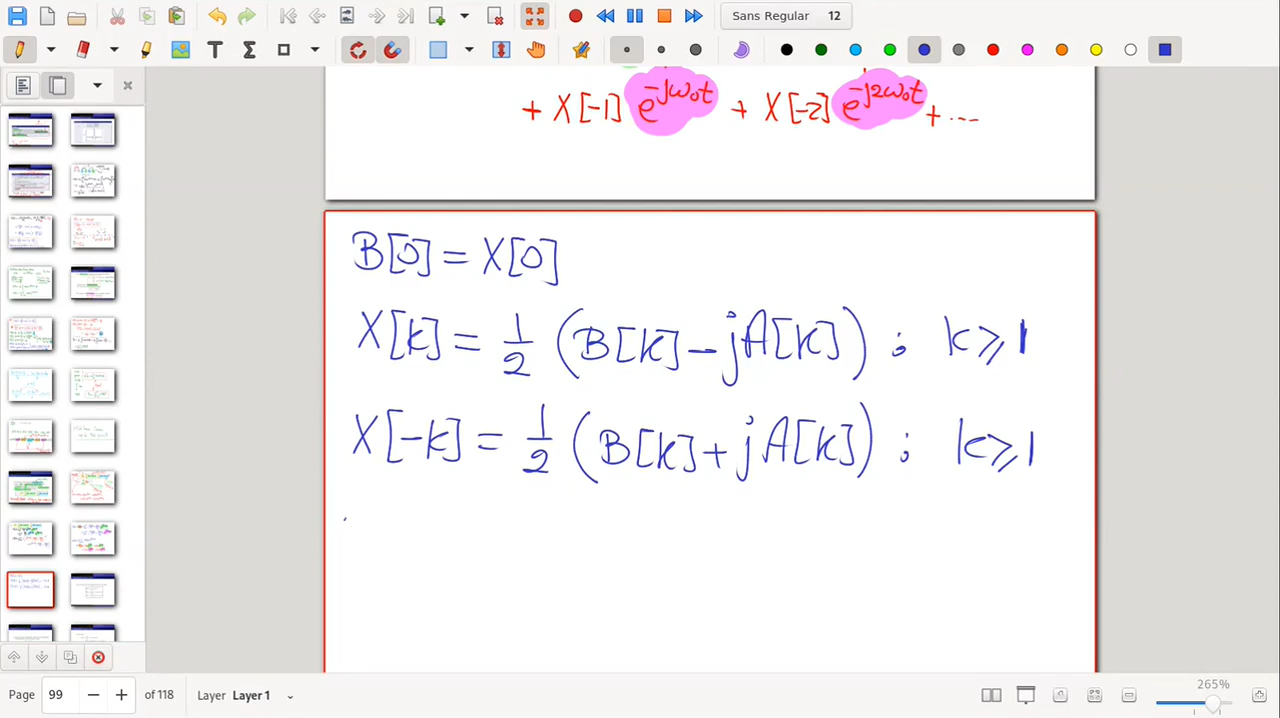 Sans Regular 12
+ X[-1] e^{-jω₀t} + X[-2] e^{-j2ω₀t} + ...
B[0] = X[0]
X[k] = 1/2 (B[k] - jA[k]) ; k ⩾ 1
X[-k] = 1/2 (B[k] + jA[k]) ; k ⩾ 1
Page 99 of 118 Layer Layer 1 265%